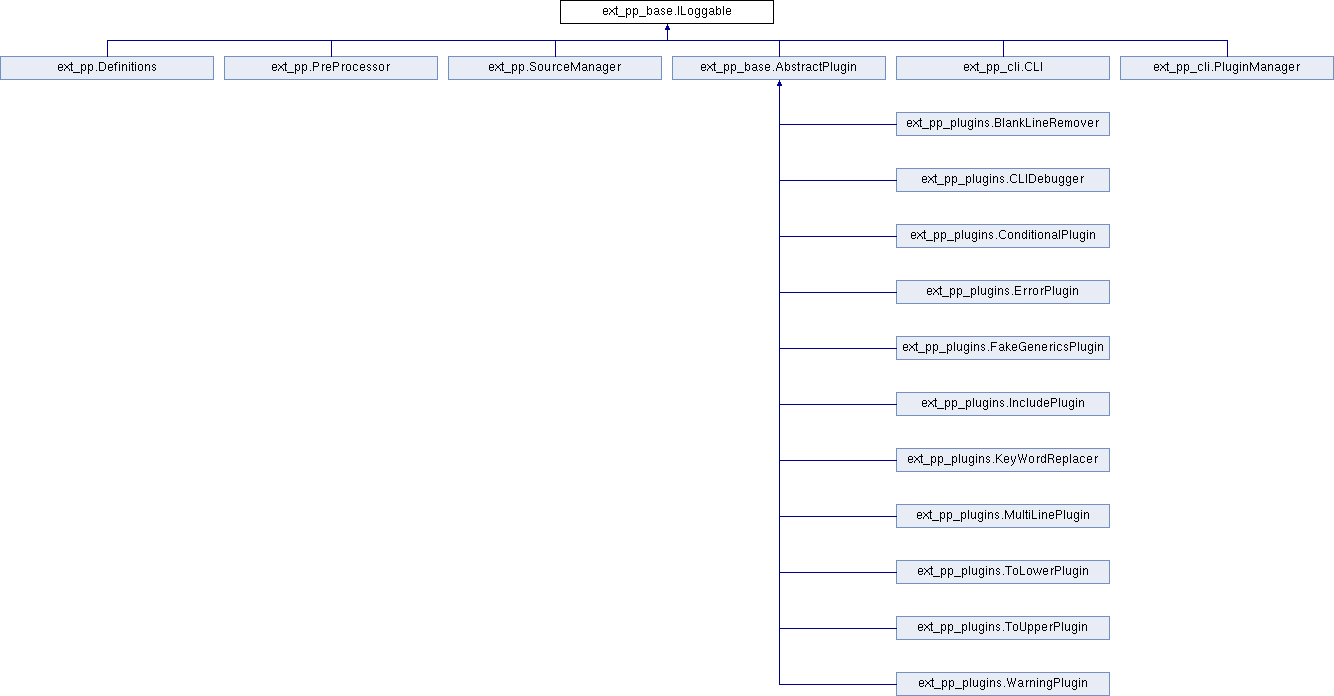 ext_pp_base.ILoggable
ext_pp.Definitions
ext_pp.PreProcessor
ext_pp.SourceManager
ext_pp_base.AbstractPlugin
ext_pp_cli.CLI
ext_pp_cli.PluginManager
ext_pp_plugins.BlankLineRemover
ext_pp_plugins.CLIDebugger
ext_pp_plugins.ConditionalPlugin
ext_pp_plugins.ErrorPlugin
ext_pp_plugins.FakeGenericsPlugin
ext_pp_plugins.IncludePlugin
ext_pp_plugins.KeyWordReplacer
ext_pp_plugins.MultiLinePlugin
ext_pp_plugins.ToLowerPlugin
ext_pp_plugins.ToUpperPlugin
ext_pp_plugins.WarningPlugin